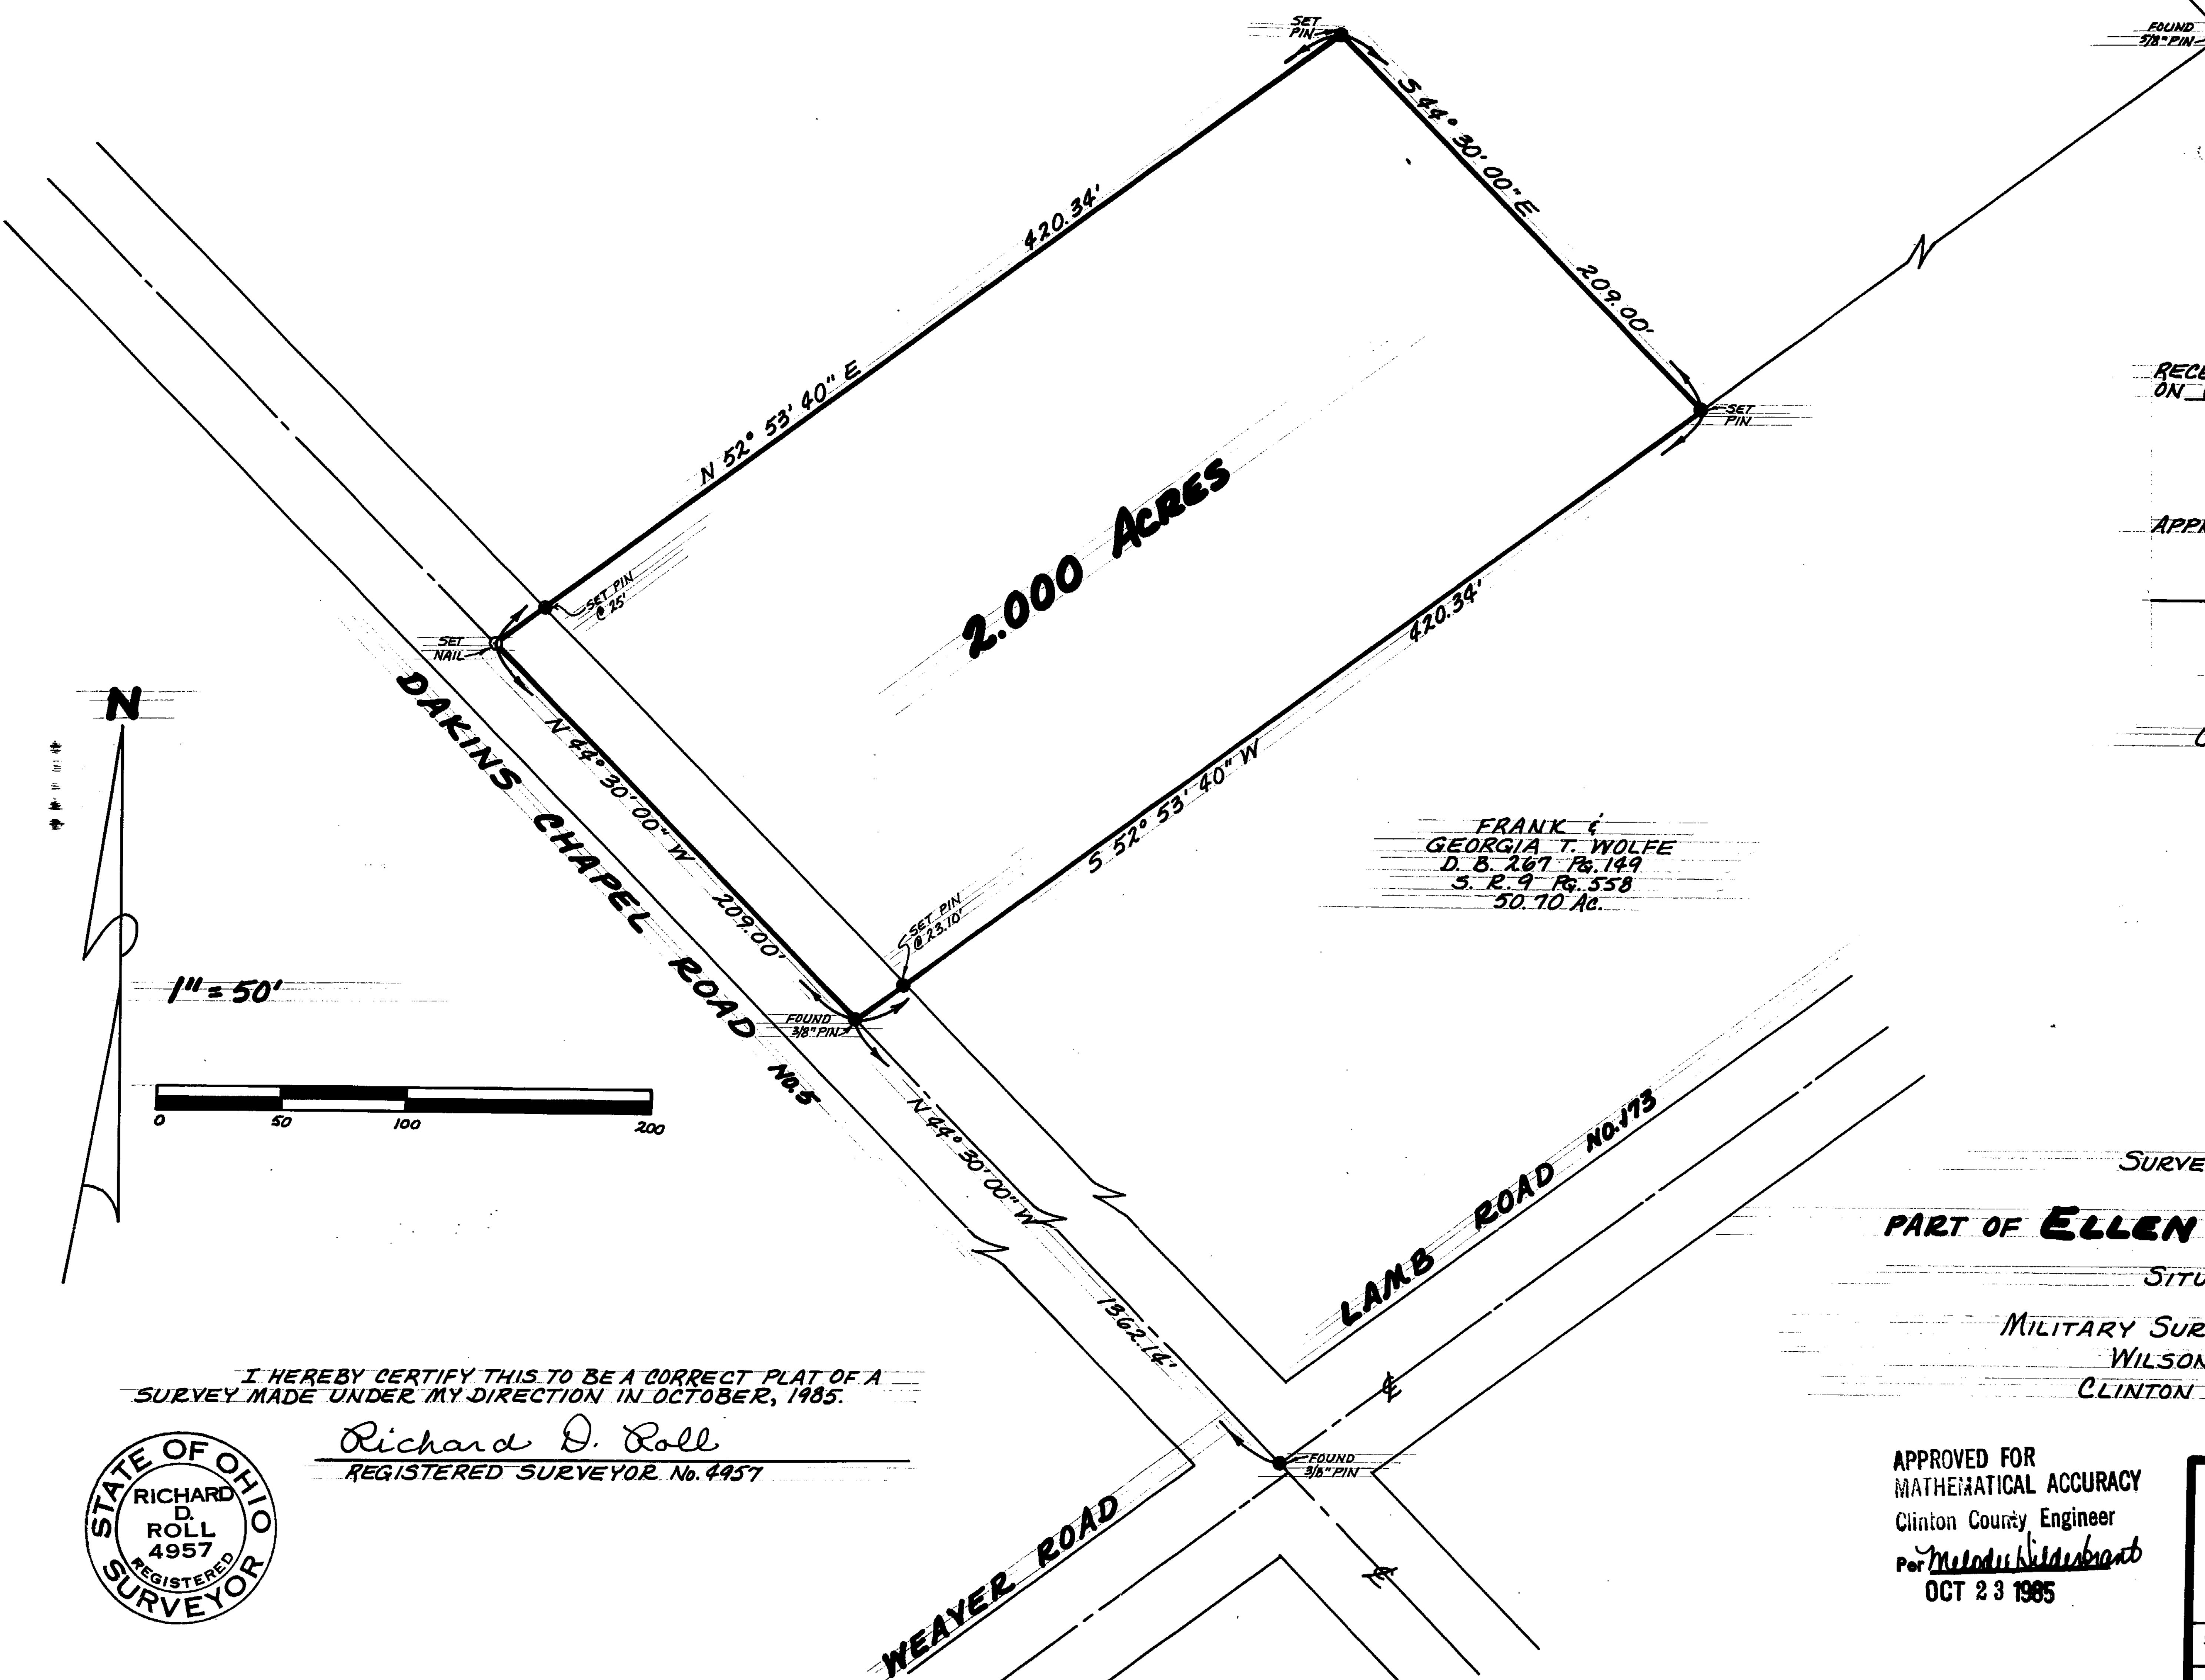 SET
PIN
FOUND
5/8" PIN
S 44° 30' 00" E
209.00'
420.34'
N 52° 53' 40" E
SET
PIN
ON
2.000 ACRES
SET PIN
@ 25'
SET
NAIL
420.34'
S 52° 53' 40" W
N
DAKINS CHAPEL ROAD No. 5
N 44° 30' 00" W 209.00'
FRANK &
GEORGIA T. WOLFE
D. B. 267 PG. 149
S. R. 9 PG. 558
50.70 AC.
SET PIN
@ 23.10'
1" = 50'
FOUND
3/8" PIN
0 50 100 200
N 44° 30' 00" W 1362.14'
LAMB ROAD NO. 173
PART OF ELLEN
MILITARY SUR
WILSON
CLINTON
I HEREBY CERTIFY THIS TO BE A CORRECT PLAT OF A
SURVEY MADE UNDER MY DIRECTION IN OCTOBER, 1985.
Richard D. Roll
REGISTERED SURVEYOR No. 4957
STATE OF OHIO
RICHARD
D.
ROLL
4957
REGISTERED
SURVEYOR
FOUND
3/8" PIN
WEAVER ROAD
APPROVED FOR
MATHEMATICAL ACCURACY
Clinton County Engineer
Per Melodee Hilderbrant
OCT 23 1985